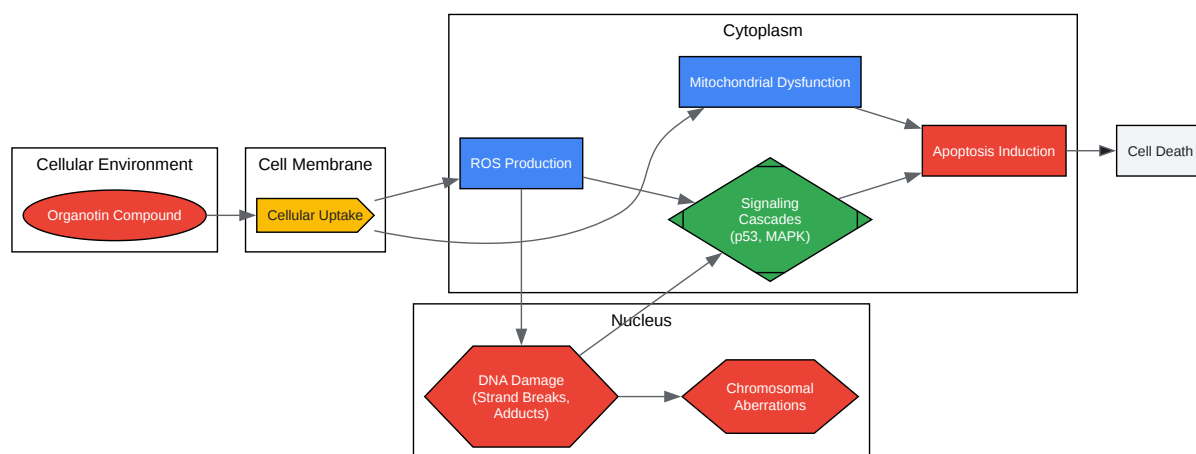 Cytoplasm
Mitochondrial Dysfunction
Cellular Environment
Cell Membrane
ROS Production
Apoptosis Induction
Cell Death
Organotin Compound
Cellular Uptake
Signaling
Cascades
(p53, MAPK)
Nucleus
DNA Damage
(Strand Breaks,
Adducts)
Chromosomal
Aberrations